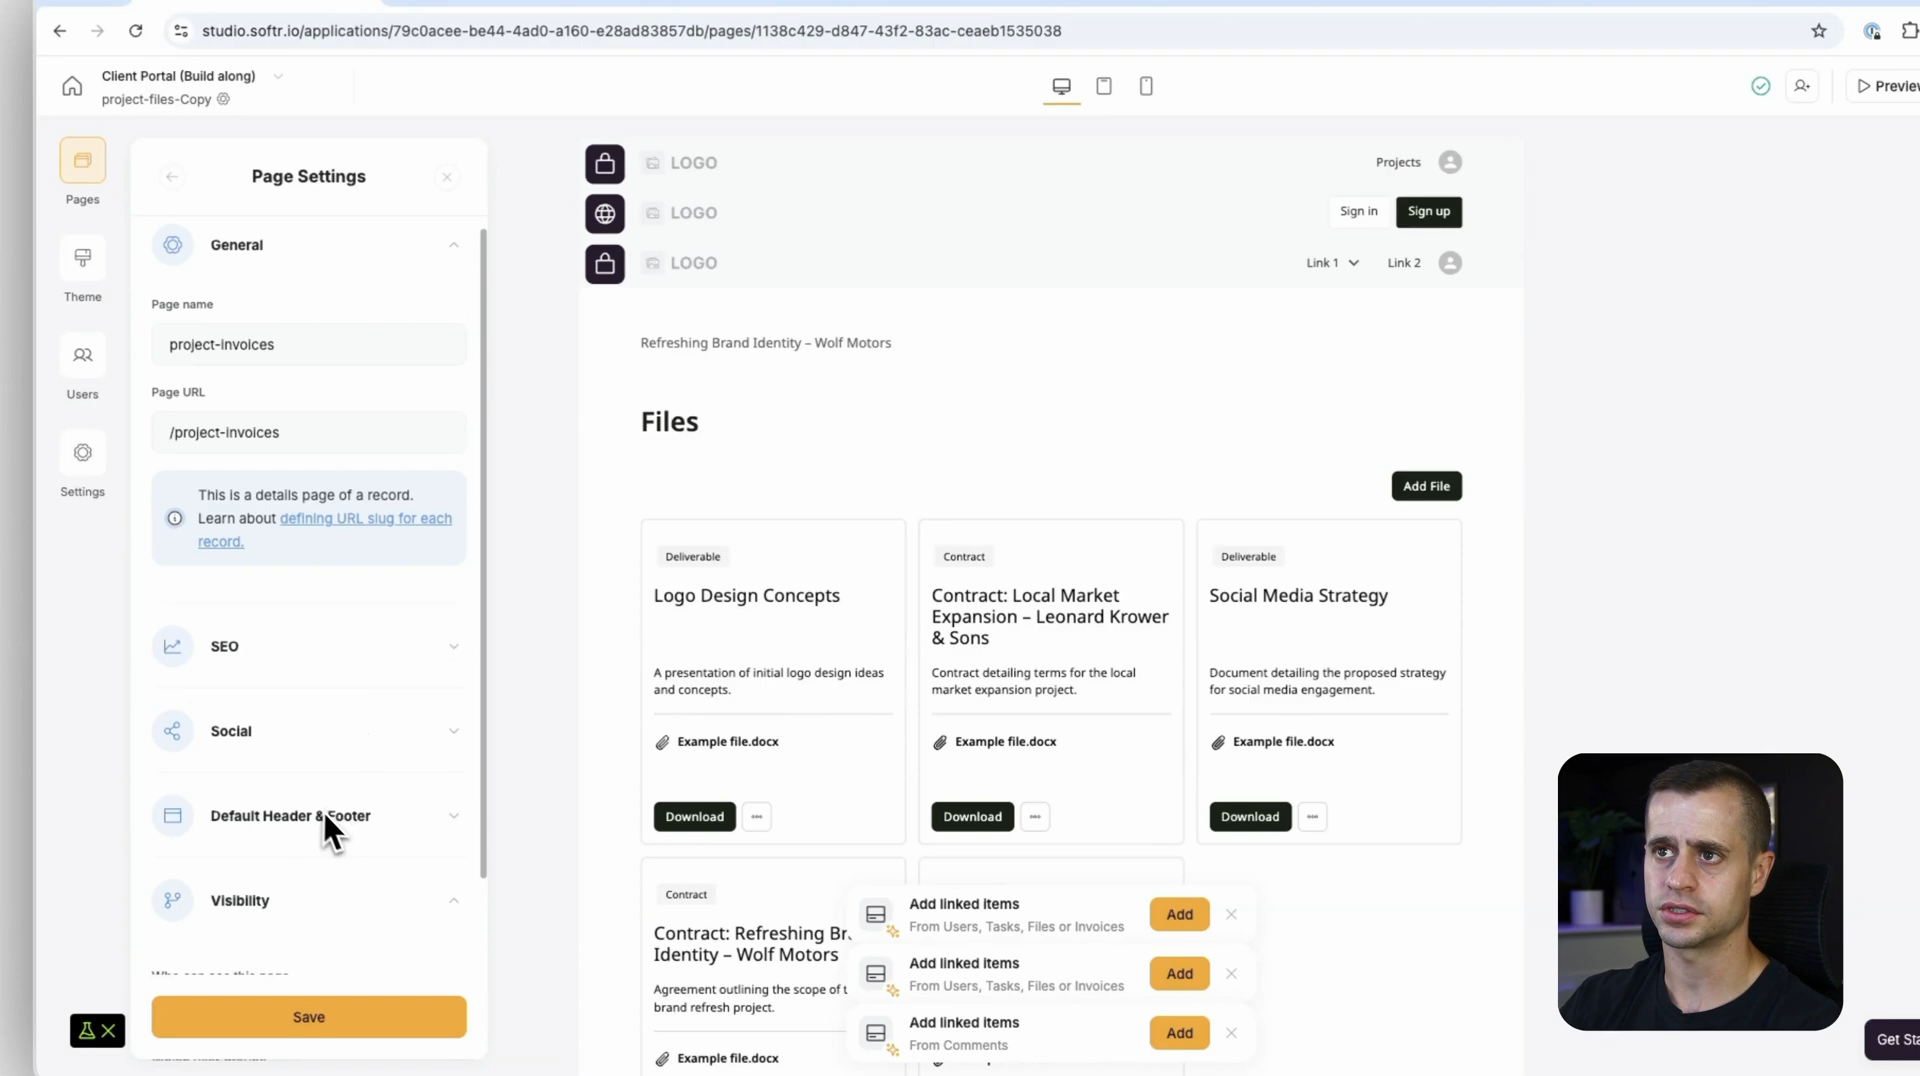 studio.softr.io/applications/79c0acee-be44-4ad0-a160-e28ad83857db/pages/1138c429-d847-43f2-83ac-ceaeb1535038
Client Portal (Build along)
project-files-Copy
Preview
Pages
Theme
Users
Settings
Page Settings
General
Page name
project-invoices
Page URL
/project-invoices
This is a details page of a record.
Learn about defining URL slug for each
record.
SEO
Social
Default Header & Footer
Visibility
Who can see this page
Save
LOGO
Projects
LOGO
Sign in
Sign up
LOGO
Link 1
Link 2
Refreshing Brand Identity – Wolf Motors
Files
Add File
Deliverable
Logo Design Concepts
A presentation of initial logo design ideas
and concepts.
Example file.docx
Download
Contract
Contract: Local Market
Expansion – Leonard Krower
& Sons
Contract detailing terms for the local
market expansion project.
Example file.docx
Download
Deliverable
Social Media Strategy
Document detailing the proposed strategy
for social media engagement.
Example file.docx
Download
Contract
Contract: Refreshing Br
Identity – Wolf Motors
Agreement outlining the scope of t
brand refresh project.
Example file.docx
Add linked items
From Users, Tasks, Files or Invoices
Add
Add linked items
From Users, Tasks, Files or Invoices
Add
Add linked items
From Comments
Add
Get Sta